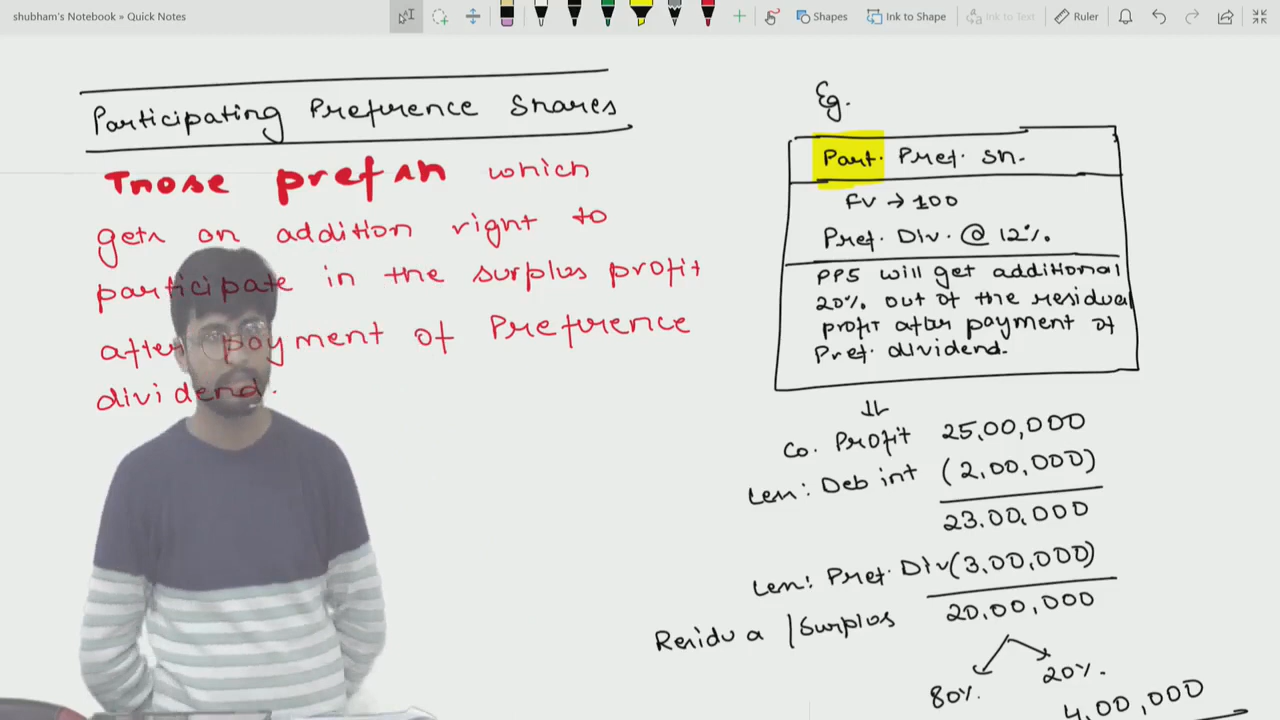 shubham's Notebook » Quick Notes
Shapes
Ink to Shape
Ink to Text
Ruler
Participating Preference Shares
Those pref sh which
gets an addition right to
participate in the surplus profit
after payment of Preference
dividend.
Eg.
Part. Pref. sh.
FV → 100
Pref. Div. @ 12%.
PPS will get additional
20%. out of the residual
profit after payment of
Pref. dividend.
Co. Profit 25,00,000
Less: Deb int (2,00,000)
23,00,000
Less: Pref. Div (3,00,000)
Residua /Surplus 20,00,000
80%. 20%.
4,00,000